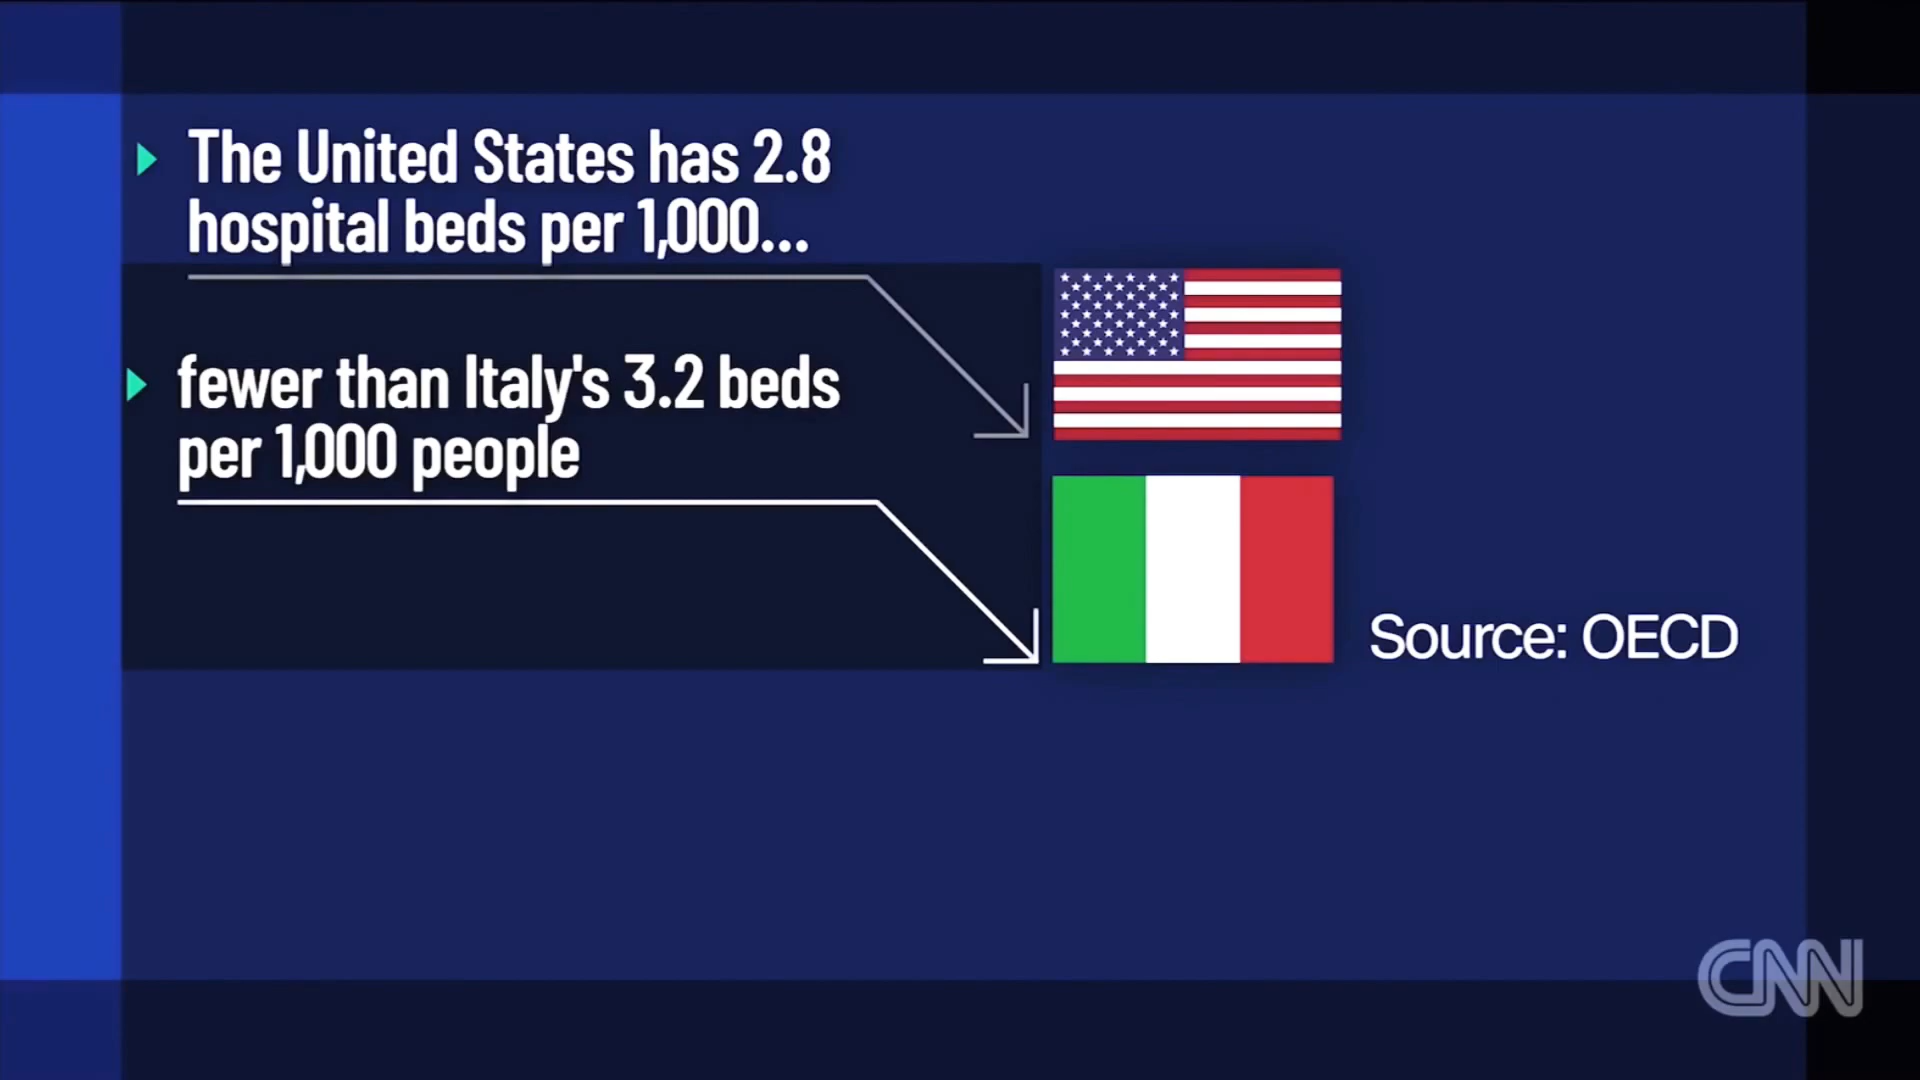 The United States has 2.8
hospital beds per 1,000...
fewer than Italy's 3.2 beds
per 1,000 people
Source: OECD
CNN